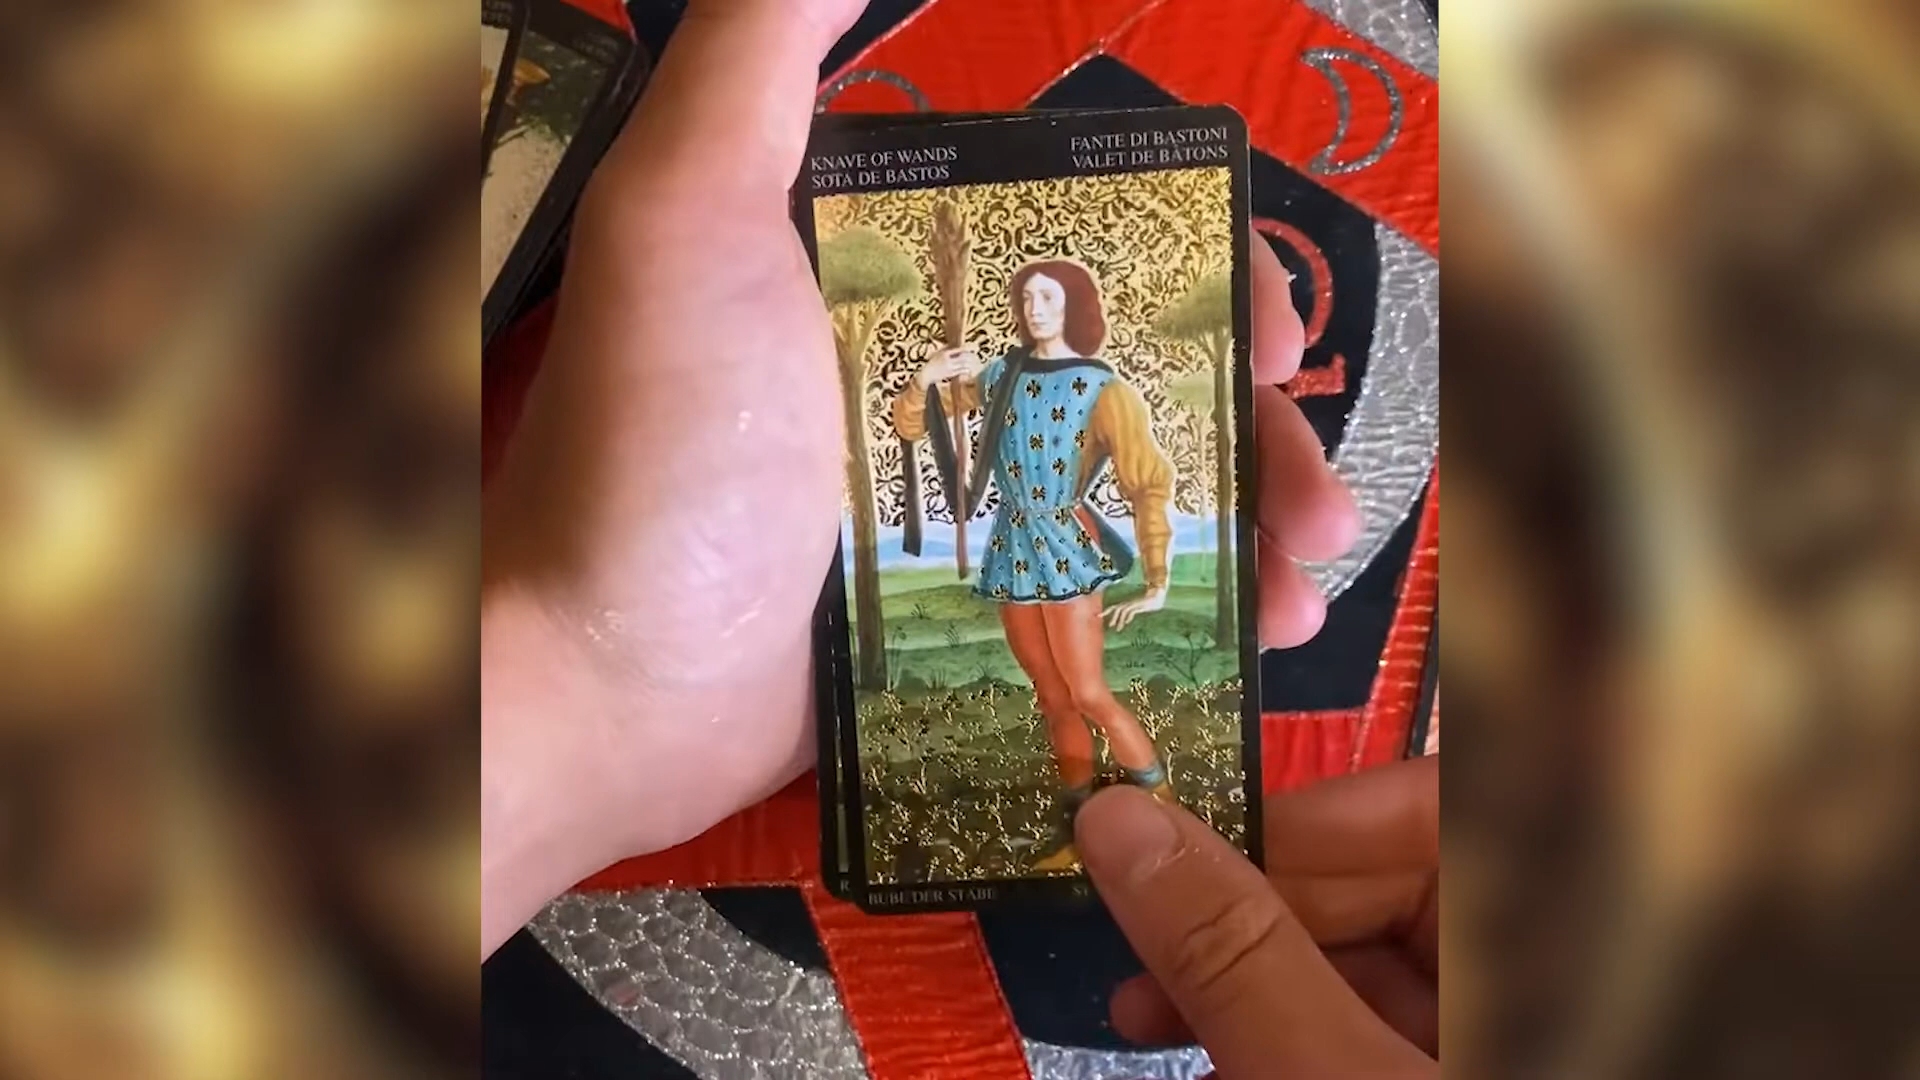 KNAVE OF WANDS
SOTA DE BASTOS
FANTE DI BASTONI
VALET DE BÂTONS
BUBE DER STÄBE